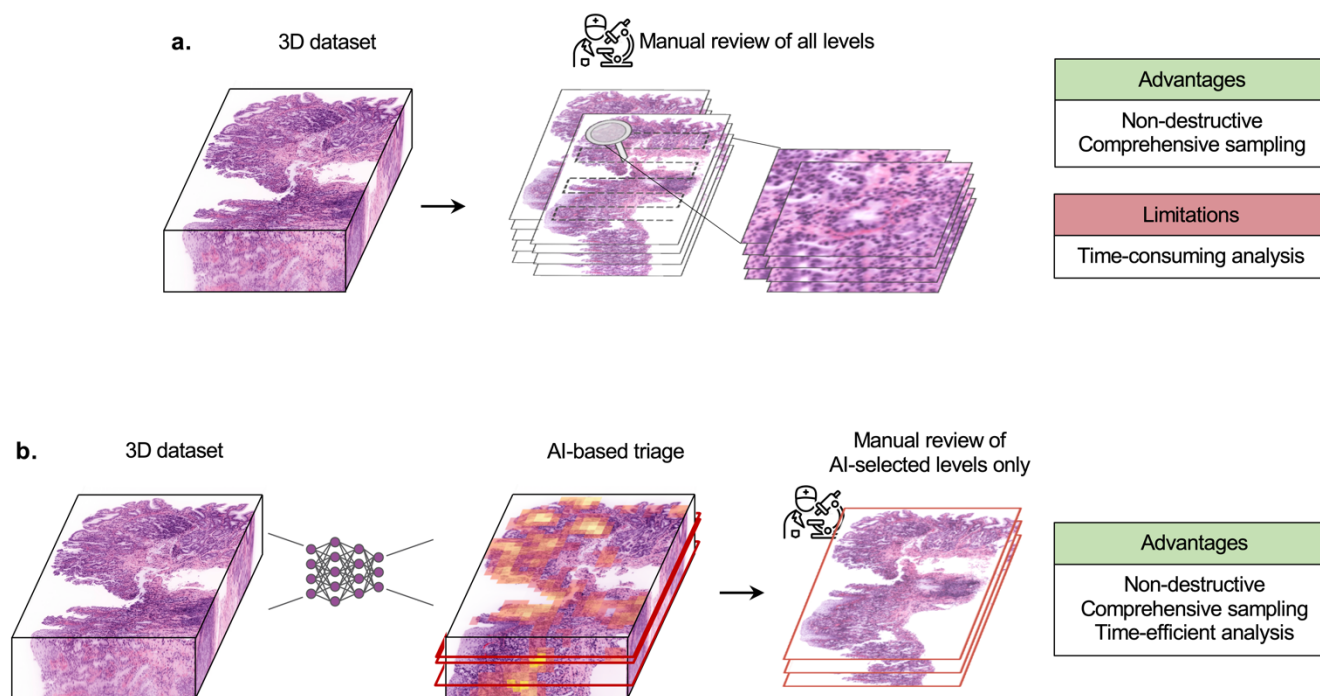 a.
3D dataset
Manual review of all levels
Advantages
Non-destructive
Comprehensive sampling
Limitations
Time-consuming analysis
b.
3D dataset
AI-based triage
Manual review of
AI-selected levels only
Advantages
Non-destructive
Comprehensive sampling
Time-efficient analysis